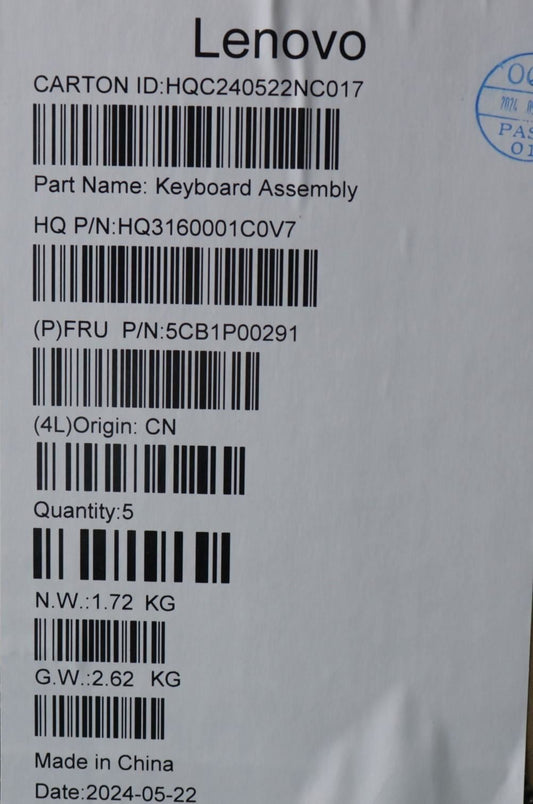 Lenovo
CARTON ID:HQC240522NC017
Part Name: Keyboard Assembly
HQ P/N:HQ3160001C0V7
(P)FRU P/N:5CB1P00291
(4L)Origin: CN
Quantity:5
N.W.:1.72 KG
G.W.:2.62 KG
Made in China
Date:2024-05-22
2024